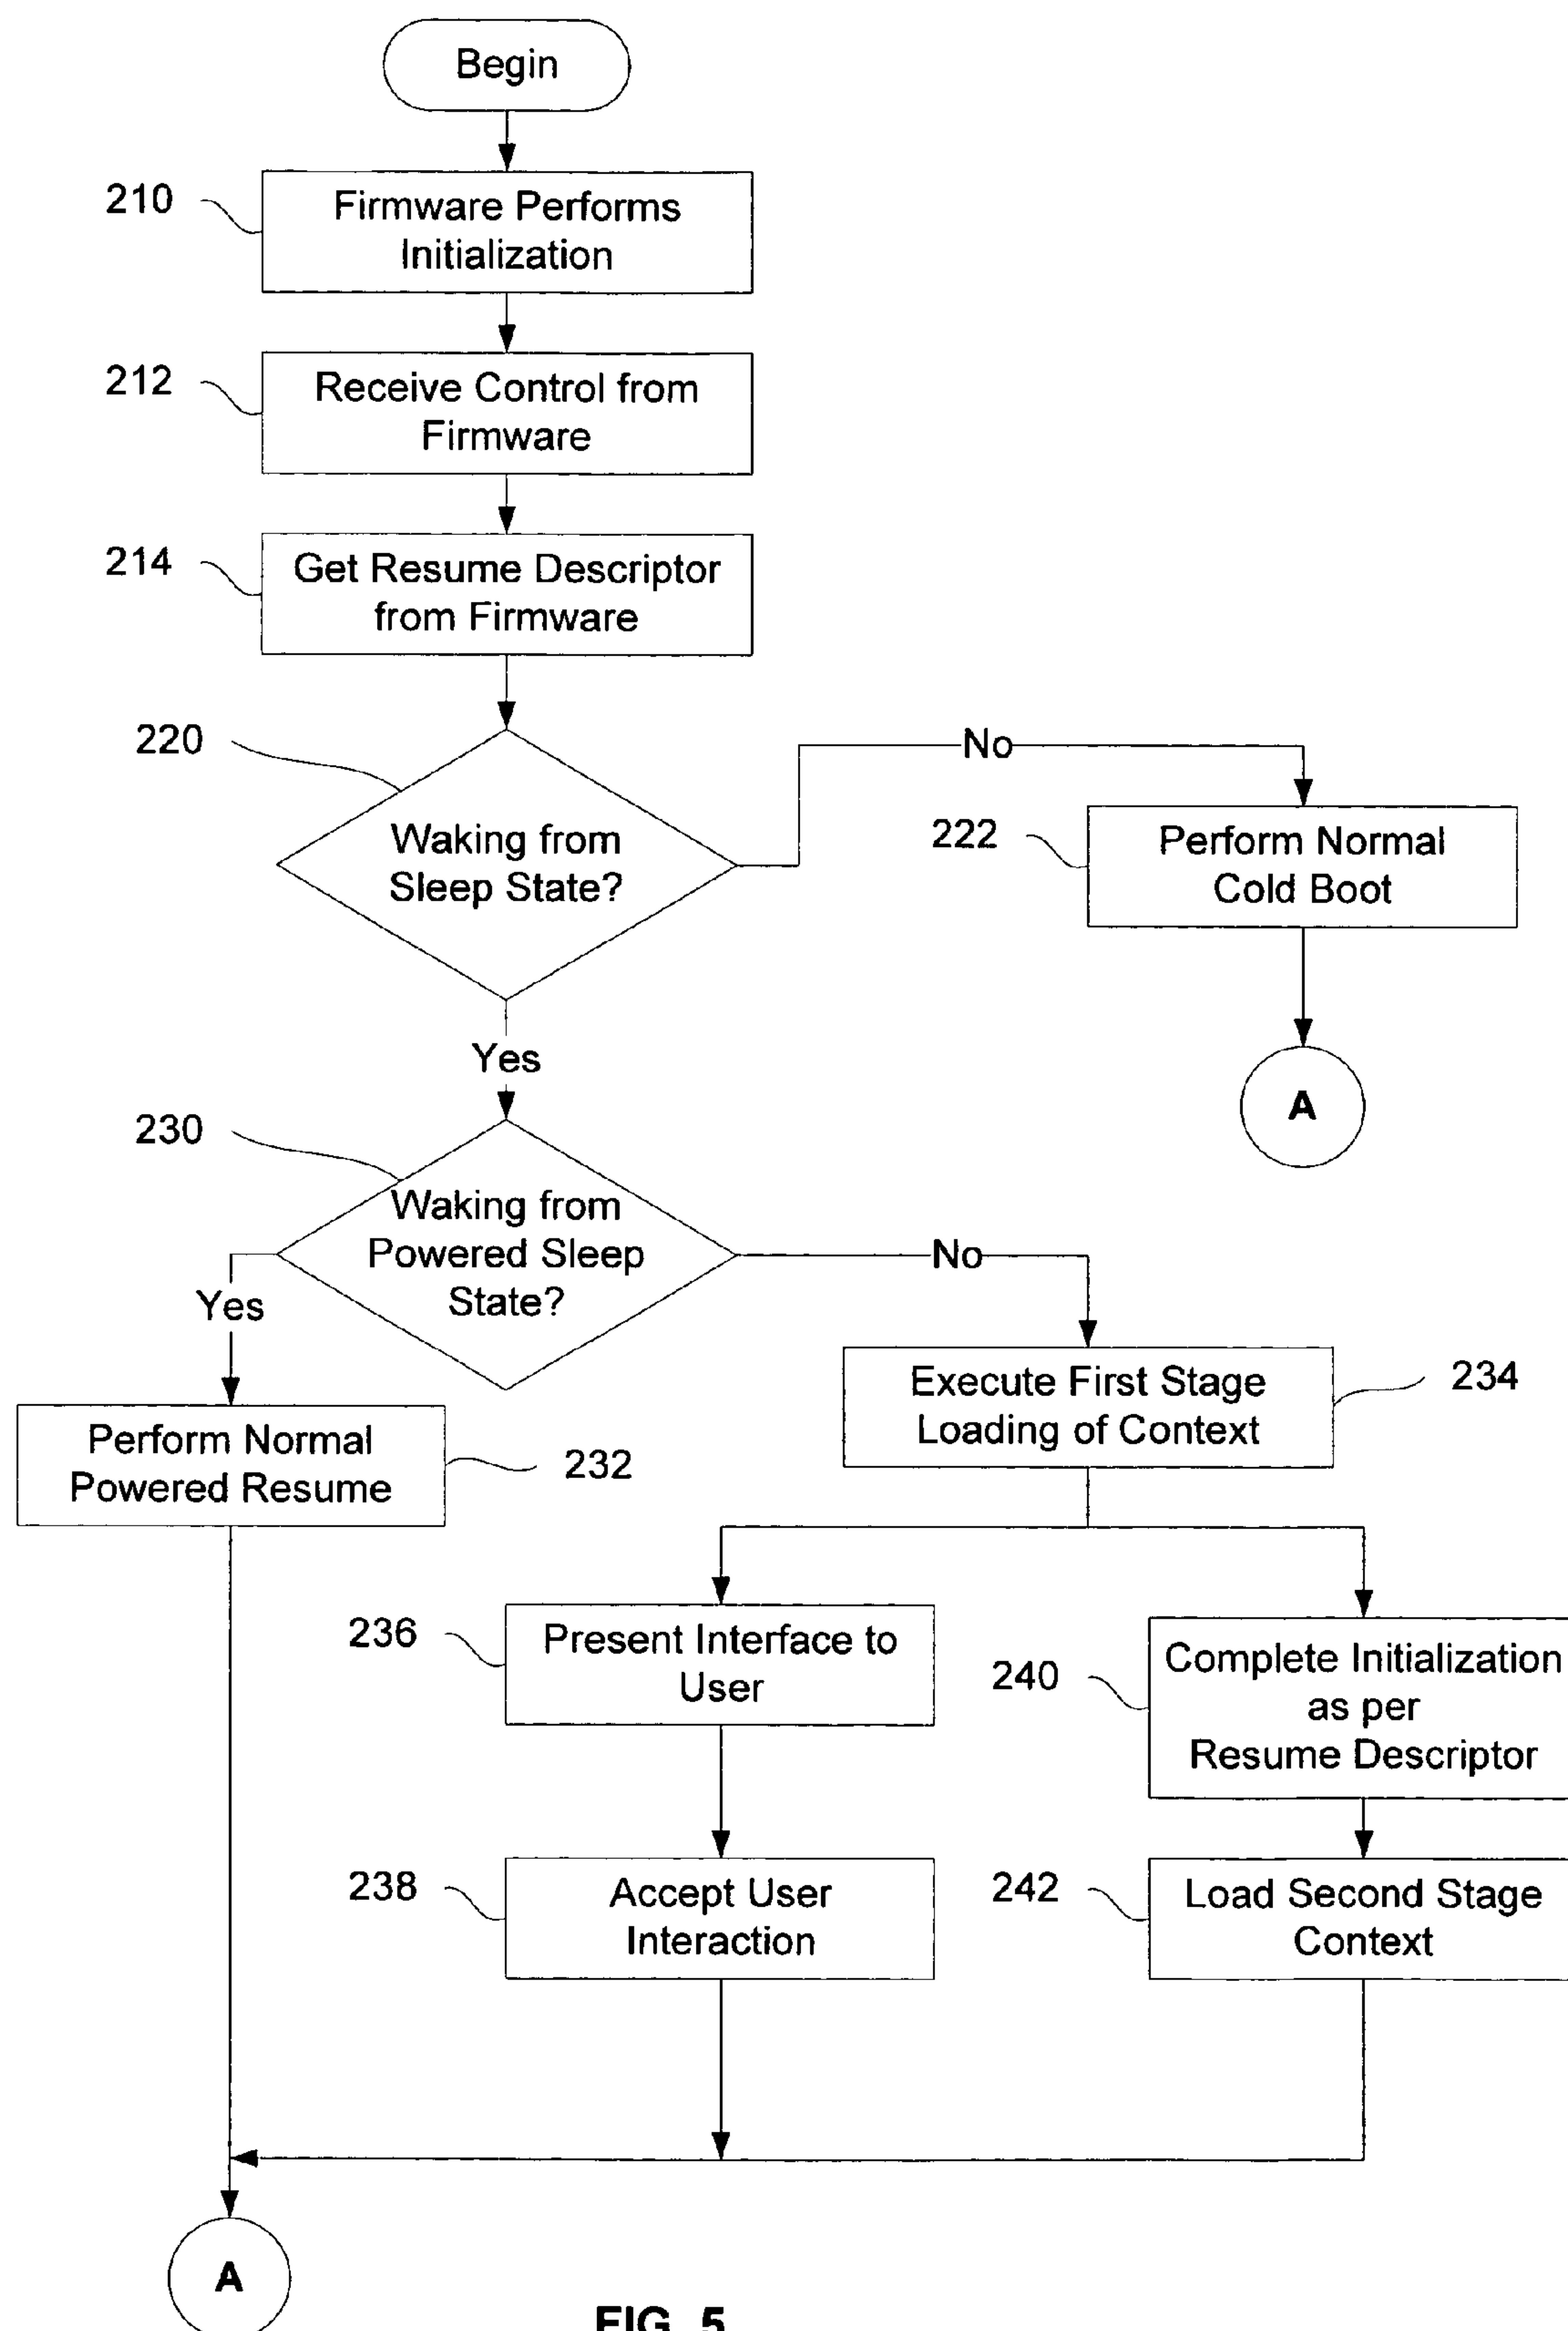 Begin
210
Firmware Performs
Initialization
212
Receive Control from
Firmware
214
Get Resume Descriptor
from Firmware
220
Waking from
Sleep State?
No
222
Perform Normal
Cold Boot
Yes
A
230
Waking from
Powered Sleep
State?
No
Yes
Execute First Stage
Loading of Context
234
Perform Normal
Powered Resume
232
236
Present Interface to
User
240
Complete Initialization
as per
Resume Descriptor
238
Accept User
Interaction
242
Load Second Stage
Context
A
FIG. 5